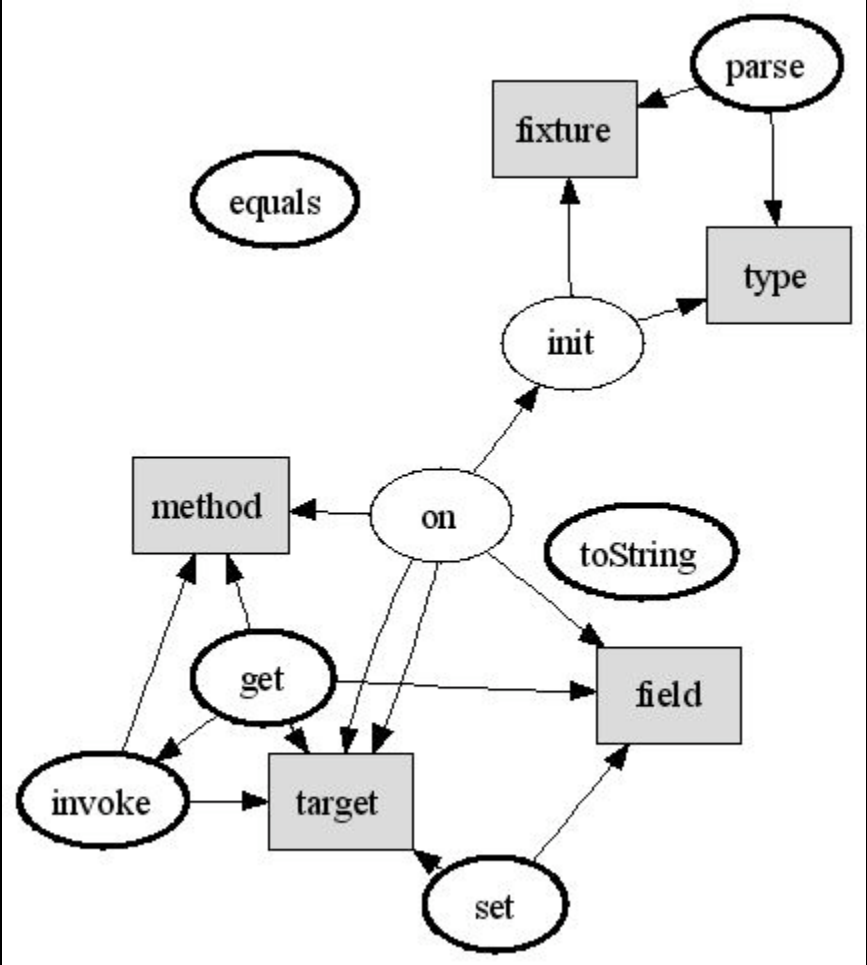 parse
fixture
equals
type
init
method
on
toString
get
field
invoke
target
set